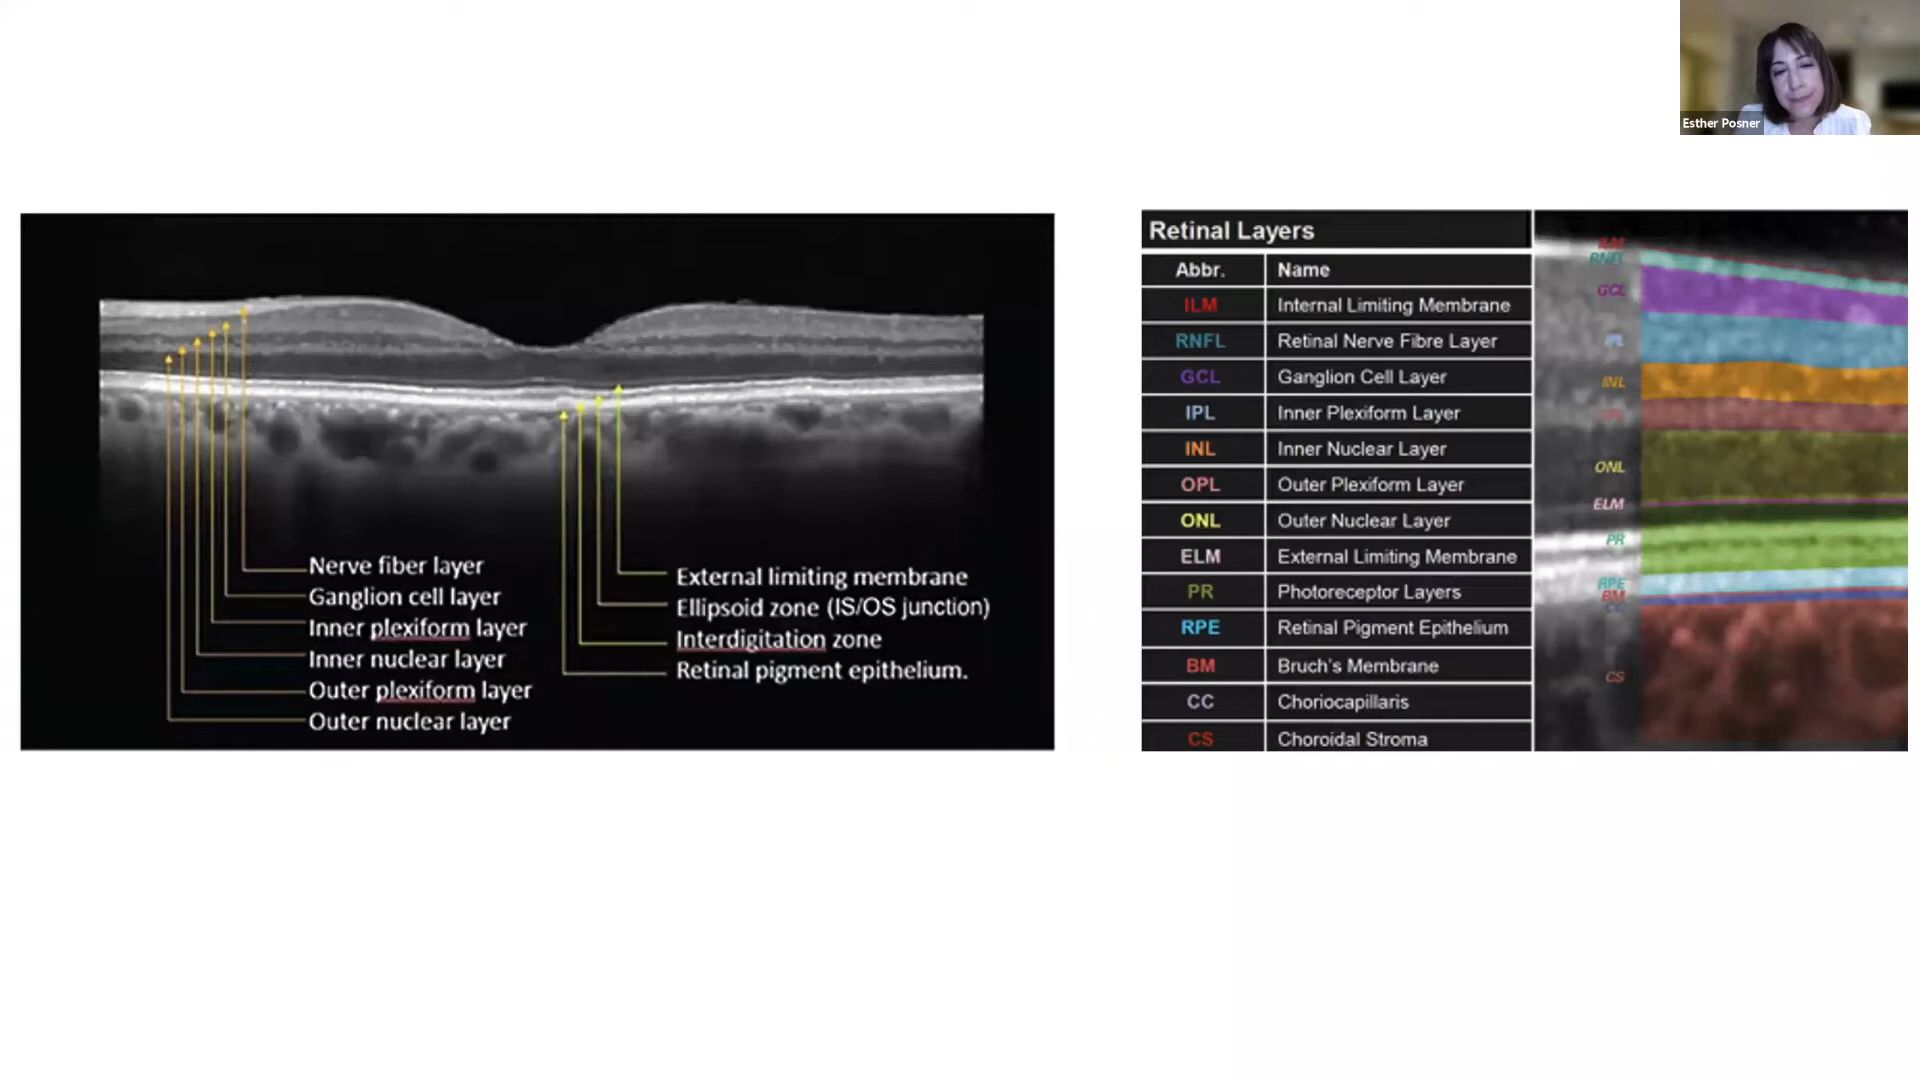 Esther Posner
Nerve fiber layer
Ganglion cell layer
Inner plexiform layer
Inner nuclear layer
Outer plexiform layer
Outer nuclear layer
External limiting membrane
Ellipsoid zone (IS/OS junction)
Interdigitation zone
Retinal pigment epithelium.
Retinal Layers
Abbr. Name
ILM Internal Limiting Membrane
RNFL Retinal Nerve Fibre Layer
GCL Ganglion Cell Layer
IPL Inner Plexiform Layer
INL Inner Nuclear Layer
OPL Outer Plexiform Layer
ONL Outer Nuclear Layer
ELM External Limiting Membrane
PR Photoreceptor Layers
RPE Retinal Pigment Epithelium
BM Bruch's Membrane
CC Choriocapillaris
CS Choroidal Stroma
ILM
RNFL
GCL
IPL
INL
ONL
ELM
PR
RPE
BM
CC
CS